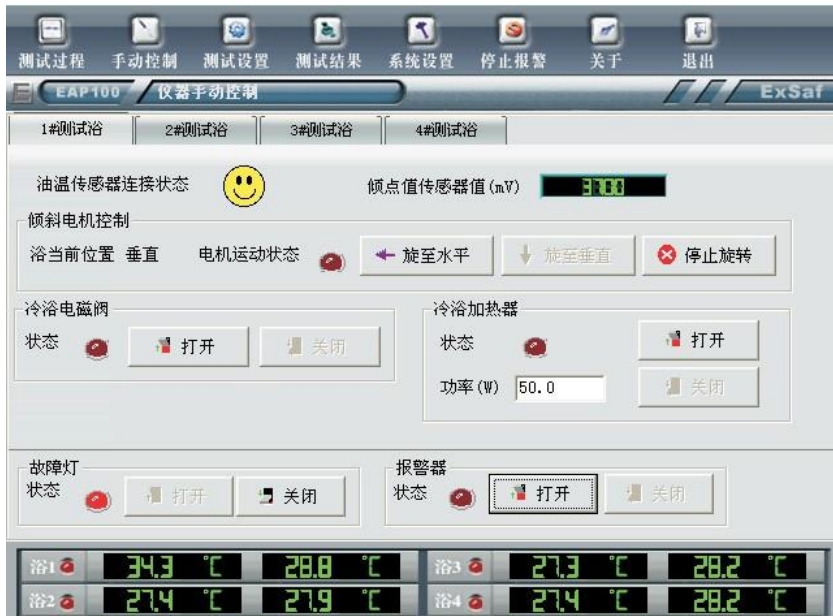 测试过程 手动控制 测试设置 测试结果 系统设置 停止报警 关于 退出
EAP100 仪器手动控制 ExSaf
1#测试浴 2#测试浴 3#测试浴 4#测试浴
油温传感器连接状态 倾点值传感器值(mV) 3700
倾斜电机控制
浴当前位置 垂直 电机运动状态 旋至水平 旋至垂直 停止旋转
冷浴电磁阀 冷浴加热器
状态 打开 关闭 状态 打开
功率(W) 50.0 关闭
故障灯 报警器
状态 打开 关闭 状态 打开 关闭
浴1 34.3 ℃ 28.8 ℃ 浴3 27.3 ℃ 28.2 ℃
浴2 27.4 ℃ 27.9 ℃ 浴4 27.4 ℃ 28.2 ℃